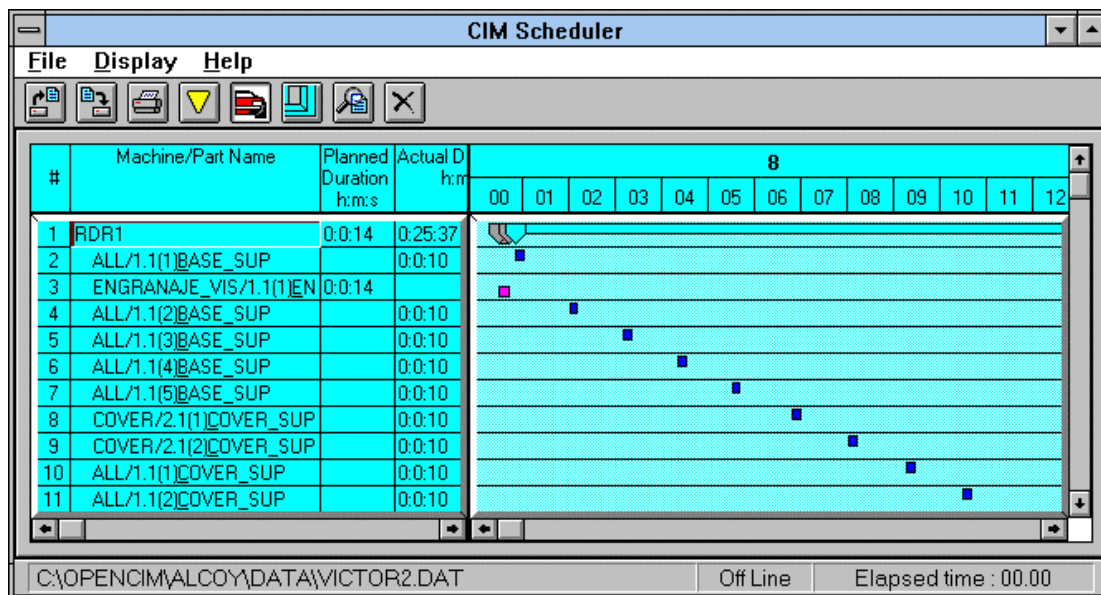 CIM Scheduler
File Display Help
# Machine/Part Name Planned Duration h:m:s Actual D h:m 8
00 01 02 03 04 05 06 07 08 09 10 11 12
1 RDR1 0:0:14 0:25:37
2 ALL/1.1(1)BASE_SUP 0:0:10
3 ENGRANAJE_VIS/1.1(1)EN 0:0:14
4 ALL/1.1(2)BASE_SUP 0:0:10
5 ALL/1.1(3)BASE_SUP 0:0:10
6 ALL/1.1(4)BASE_SUP 0:0:10
7 ALL/1.1(5)BASE_SUP 0:0:10
8 COVER/2.1(1)COVER_SUP 0:0:10
9 COVER/2.1(2)COVER_SUP 0:0:10
10 ALL/1.1(1)COVER_SUP 0:0:10
11 ALL/1.1(2)COVER_SUP 0:0:10
C:\OPENCIM\ALCOY\DATA\VICTOR2.DAT Off Line Elapsed time : 00.00